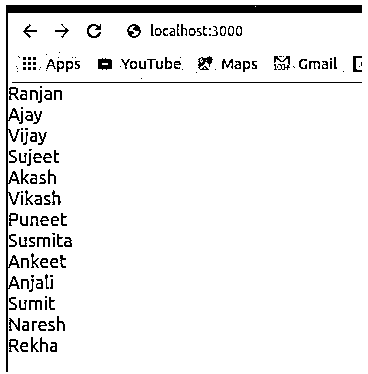 localhost:3000
Apps YouTube Maps Gmail
Ranjan
Ajay
Vijay
Sujeet
Akash
Vikash
Puneet
Susmita
Ankeet
Anjali
Sumit
Naresh
Rekha